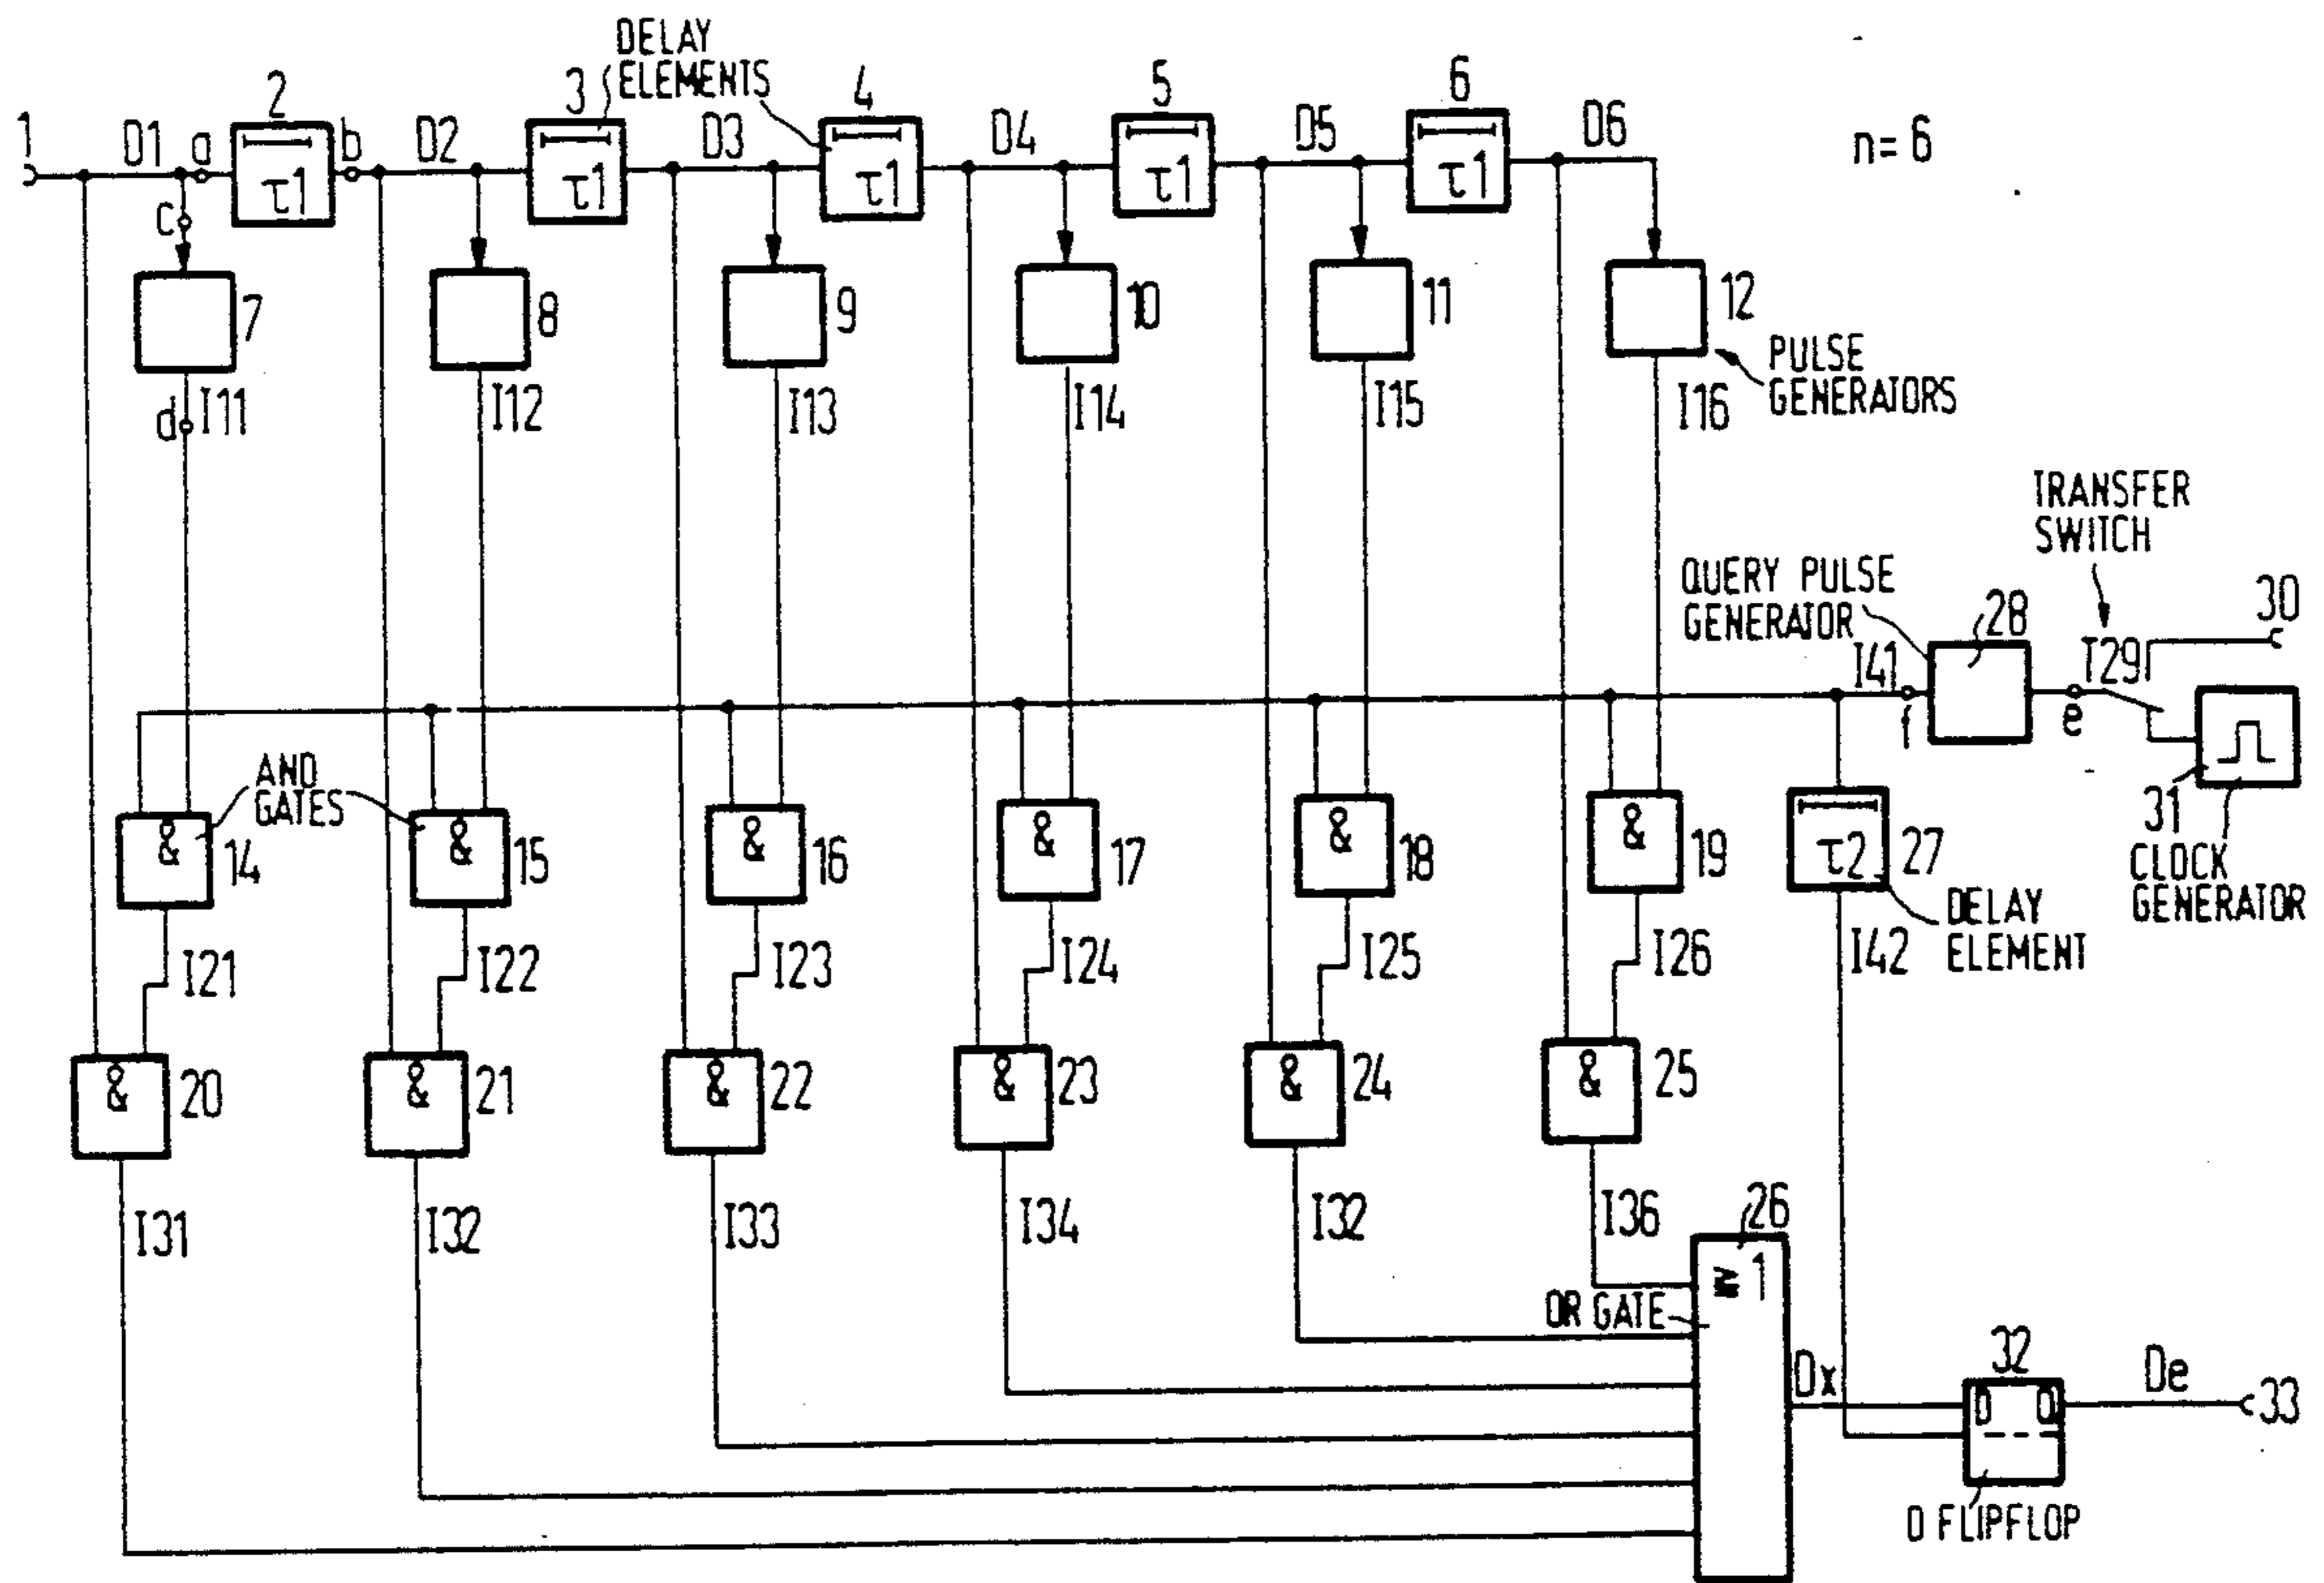 DELAY
ELEMENTS
1 D1 a 2 b D2 3 D3 4 D4 5 D5 6 D6 n=6
τ1 τ1 τ1 τ1 τ1
c
7 8 9 10 11 12
PULSE
GENERATORS
d I11 I12 I13 I14 I15 I16
TRANSFER
SWITCH
QUERY PULSE
GENERATOR
I41 f 28 e T29 30
AND
GATES
& 14 & 15 & 16 & 17 & 18 & 19 τ2 27
31
CLOCK
GENERATOR
DELAY
ELEMENT
I21 I22 I23 I24 I25 I26 I42
& 20 & 21 & 22 & 23 & 24 & 25
I31 I32 I33 I34 I32 I36 26
≥1
OR GATE
Dx 32 De 33
D Q
D FLIPFLOP